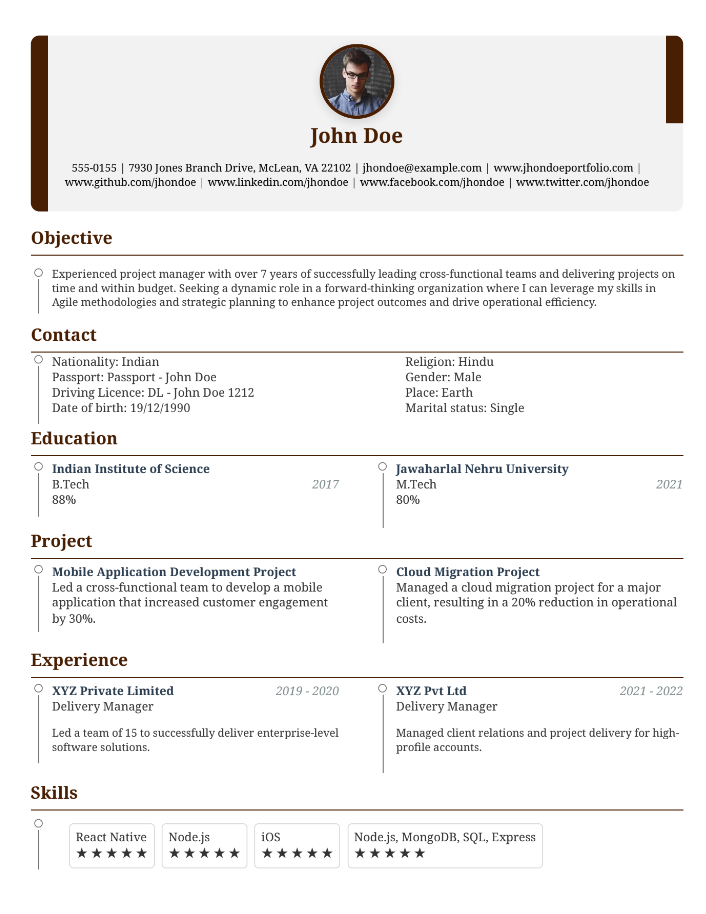 John Doe
555-0155 | 7930 Jones Branch Drive, McLean, VA 22102 | jhondoe@example.com | www.jhondoeportfolio.com |
www.github.com/jhondoe | www.linkedin.com/jhondoe | www.facebook.com/jhondoe | www.twitter.com/jhondoe
Objective
Experienced project manager with over 7 years of successfully leading cross-functional teams and delivering projects on
time and within budget. Seeking a dynamic role in a forward-thinking organization where I can leverage my skills in
Agile methodologies and strategic planning to enhance project outcomes and drive operational efficiency.
Contact
Nationality: Indian
Passport: Passport - John Doe
Driving Licence: DL - John Doe 1212
Date of birth: 19/12/1990
Religion: Hindu
Gender: Male
Place: Earth
Marital status: Single
Education
Indian Institute of Science
B.Tech 2017
88%
Jawaharlal Nehru University
M.Tech 2021
80%
Project
Mobile Application Development Project
Led a cross-functional team to develop a mobile
application that increased customer engagement
by 30%.
Cloud Migration Project
Managed a cloud migration project for a major
client, resulting in a 20% reduction in operational
costs.
Experience
XYZ Private Limited 2019 - 2020
Delivery Manager
Led a team of 15 to successfully deliver enterprise-level
software solutions.
XYZ Pvt Ltd 2021 - 2022
Delivery Manager
Managed client relations and project delivery for high-
profile accounts.
Skills
React Native
★★★★★
Node.js
★★★★★
iOS
★★★★★
Node.js, MongoDB, SQL, Express
★★★★★